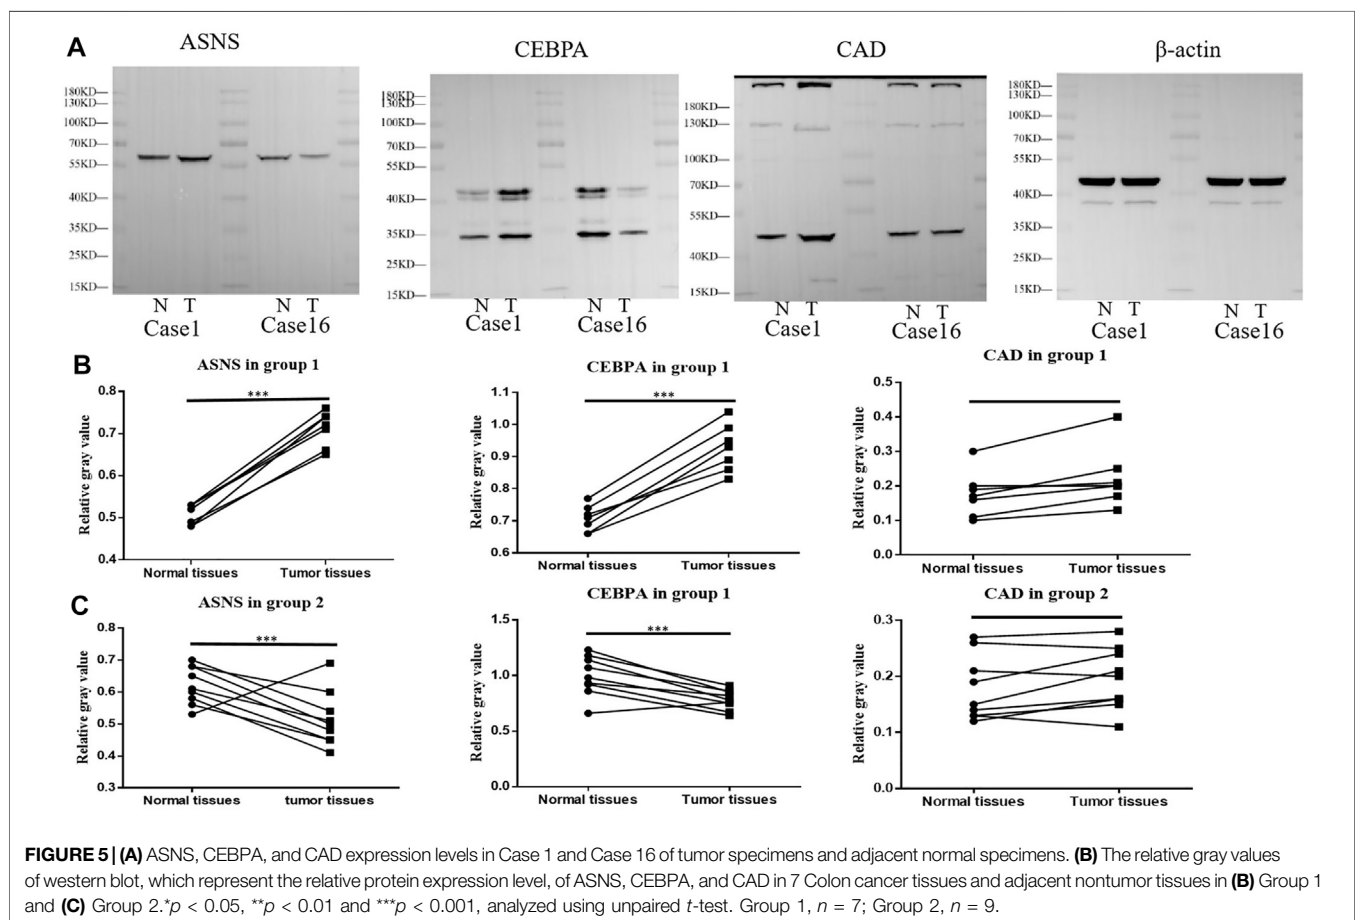 A
ASNS
CEBPA
CAD
β-actin
180KD
130KD
100KD
70KD
55KD
40KD
35KD
25KD
15KD
N T N T
Case1 Case16
180KD
130KD
100KD
70KD
55KD
40KD
35KD
25KD
15KD
N T N T
Case1 Case16
180KD
130KD
100KD
70KD
55KD
40KD
15KD
N T N T
Case1 Case16
180KD
130KD
100KD
70KD
55KD
40KD
35KD
25KD
15KD
N T N T
Case1 Case16
B
ASNS in group 1
Relative gray value
0.8
0.7
0.6
0.5
0.4
***
Normal tissues Tumor tissues
CEBPA in group 1
Relative gray value
1.1
1.0
0.9
0.8
0.7
0.6
***
Normal tissues Tumor tissues
CAD in group 1
Relative gray value
0.5
0.4
0.3
0.2
0.1
0.0
Normal tissues Tumor tissues
C
ASNS in group 2
Relative gray value
0.8
0.7
0.6
0.5
0.4
0.3
***
Normal tissues tumor tissues
CEBPA in group 1
Relative gray value
1.5
1.0
0.5
0.0
***
Normal tissues Tumor tissues
CAD in group 2
Relative gray value
0.3
0.2
0.1
0.0
Normal tissues Tumor tissues
FIGURE 5 | (A) ASNS, CEBPA, and CAD expression levels in Case 1 and Case 16 of tumor specimens and adjacent normal specimens. (B) The relative gray values
of western blot, which represent the relative protein expression level, of ASNS, CEBPA, and CAD in 7 Colon cancer tissues and adjacent nontumor tissues in (B) Group 1
and (C) Group 2.*p < 0.05, **p < 0.01 and ***p < 0.001, analyzed using unpaired t-test. Group 1, n = 7; Group 2, n = 9.